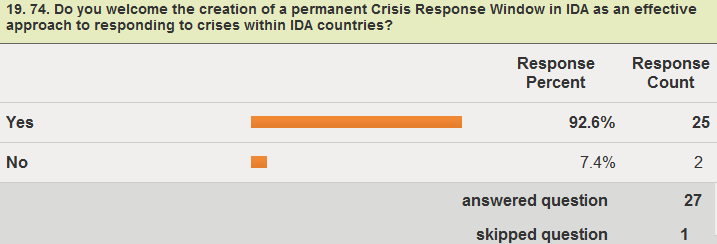 19. 74. Do you welcome the creation of a permanent Crisis Response Window in IDA as an effective
approach to responding to crises within IDA countries?
Response Percent Response Count
Yes 92.6% 25
No 7.4% 2
answered question 27
skipped question 1